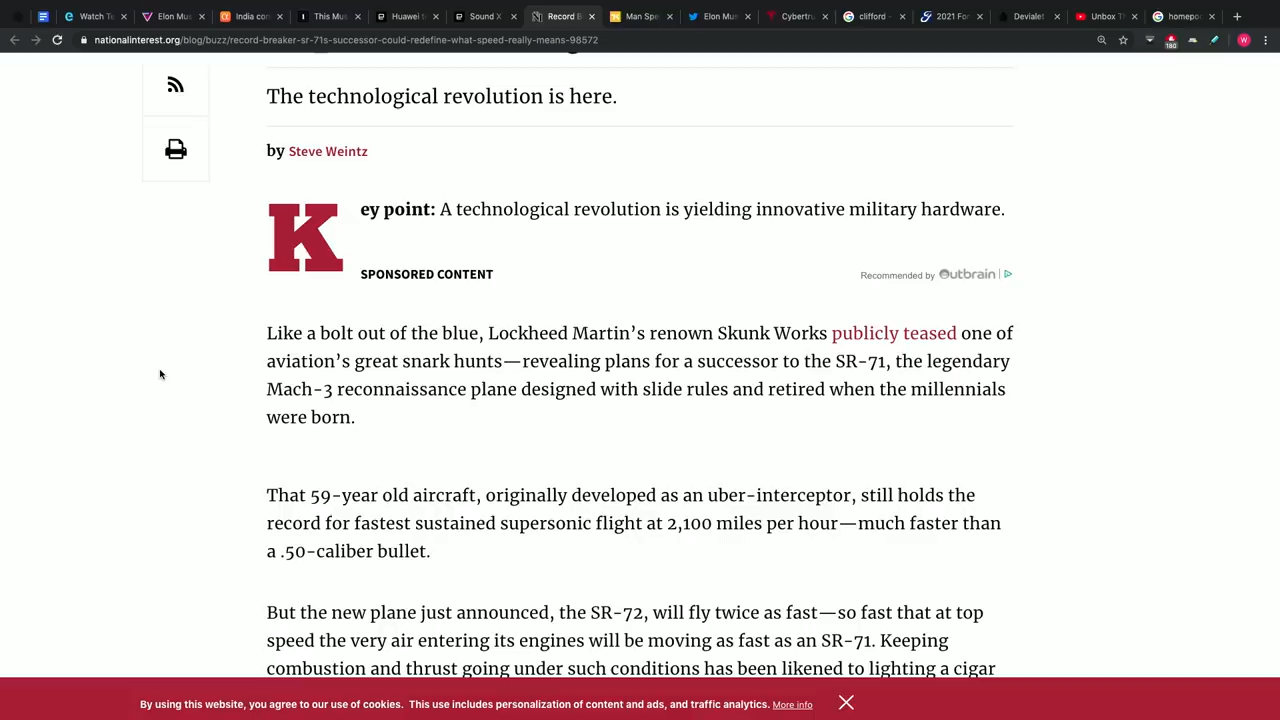 Watch Te
Elon Mus
India con
This Mus
Huawei t
Sound X
Record B
Man Spe
Elon Mus
Cybertru
clifford -
2021 For
Devialet
Unbox Th
homepod
nationalinterest.org/blog/buzz/record-breaker-sr-71s-successor-could-redefine-what-speed-really-means-98572
180
W
The technological revolution is here.
by Steve Weintz
Key point: A technological revolution is yielding innovative military hardware.
SPONSORED CONTENT
Recommended by Outbrain
Like a bolt out of the blue, Lockheed Martin’s renown Skunk Works publicly teased one of
aviation’s great snark hunts—revealing plans for a successor to the SR-71, the legendary
Mach-3 reconnaissance plane designed with slide rules and retired when the millennials
were born.
That 59-year old aircraft, originally developed as an uber-interceptor, still holds the
record for fastest sustained supersonic flight at 2,100 miles per hour—much faster than
a .50-caliber bullet.
But the new plane just announced, the SR-72, will fly twice as fast—so fast that at top
speed the very air entering its engines will be moving as fast as an SR-71. Keeping
combustion and thrust going under such conditions has been likened to lighting a cigar
By using this website, you agree to our use of cookies. This use includes personalization of content and ads, and traffic analytics. More info